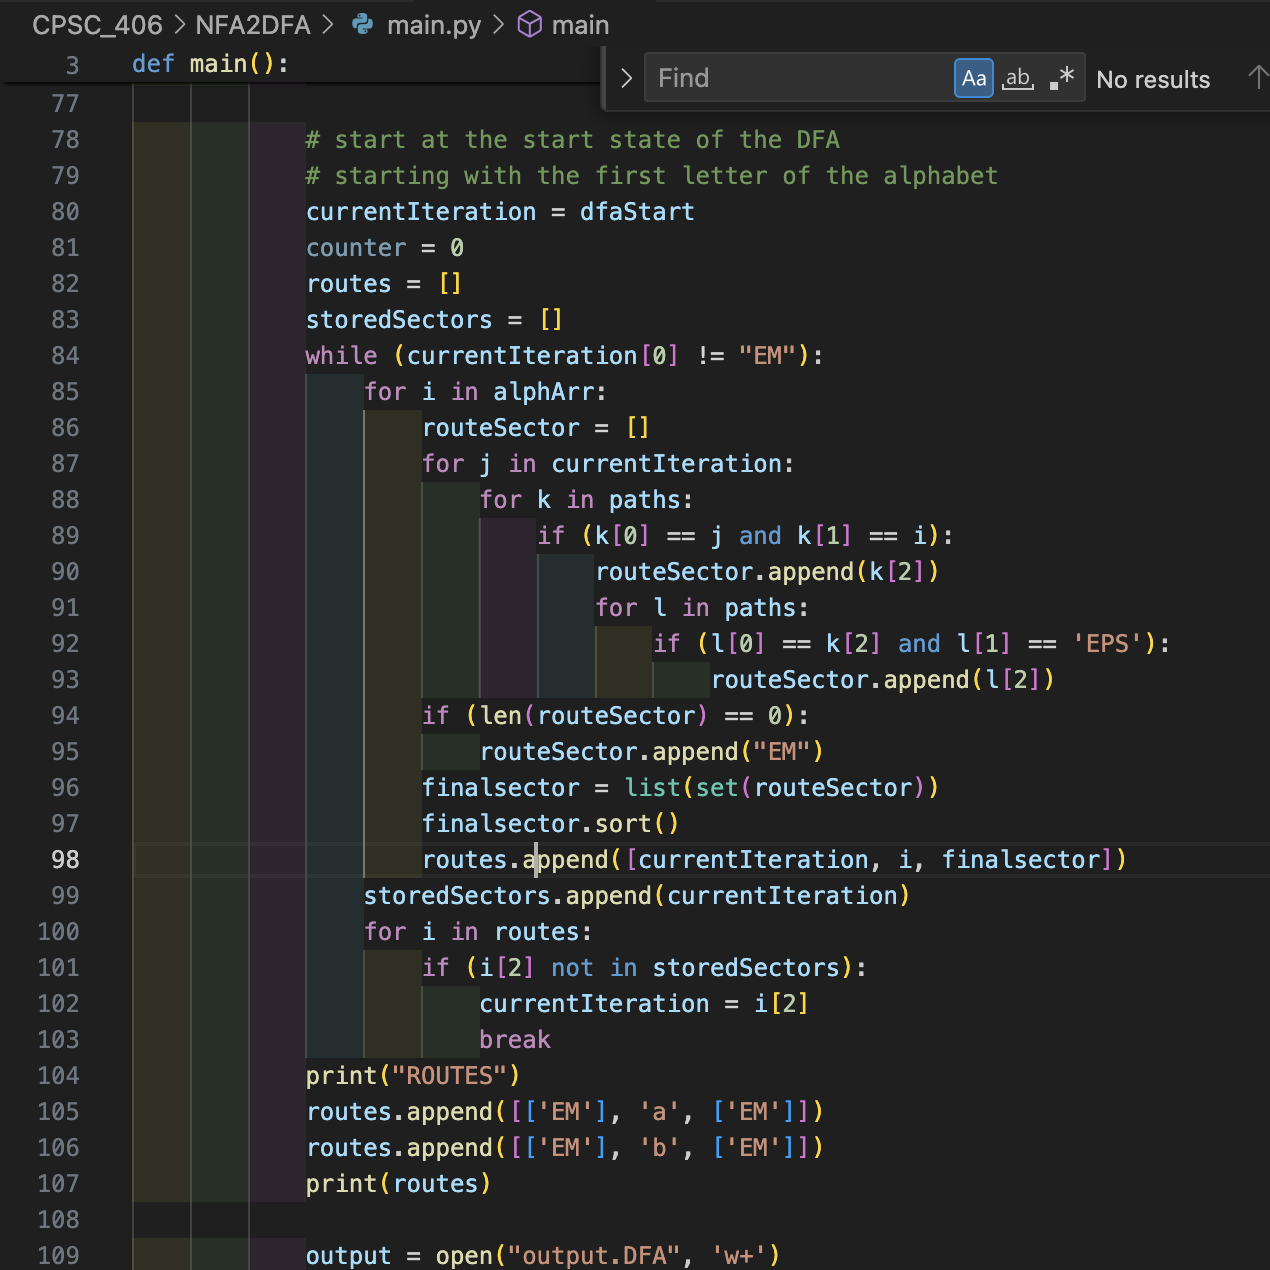 CPSC_406 > NFA2DFA > main.py > main
3 def main():
Find Aa ab .* No results
77
78 # start at the start state of the DFA
79 # starting with the first letter of the alphabet
80 currentIteration = dfaStart
81 counter = 0
82 routes = []
83 storedSectors = []
84 while (currentIteration[0] != "EM"):
85 for i in alphArr:
86 routeSector = []
87 for j in currentIteration:
88 for k in paths:
89 if (k[0] == j and k[1] == i):
90 routeSector.append(k[2])
91 for l in paths:
92 if (l[0] == k[2] and l[1] == 'EPS'):
93 routeSector.append(l[2])
94 if (len(routeSector) == 0):
95 routeSector.append("EM")
96 finalsector = list(set(routeSector))
97 finalsector.sort()
98 routes.append([currentIteration, i, finalsector])
99 storedSectors.append(currentIteration)
100 for i in routes:
101 if (i[2] not in storedSectors):
102 currentIteration = i[2]
103 break
104 print("ROUTES")
105 routes.append([['EM'], 'a', ['EM']])
106 routes.append([['EM'], 'b', ['EM']])
107 print(routes)
108
109 output = open("output.DFA", 'w+')